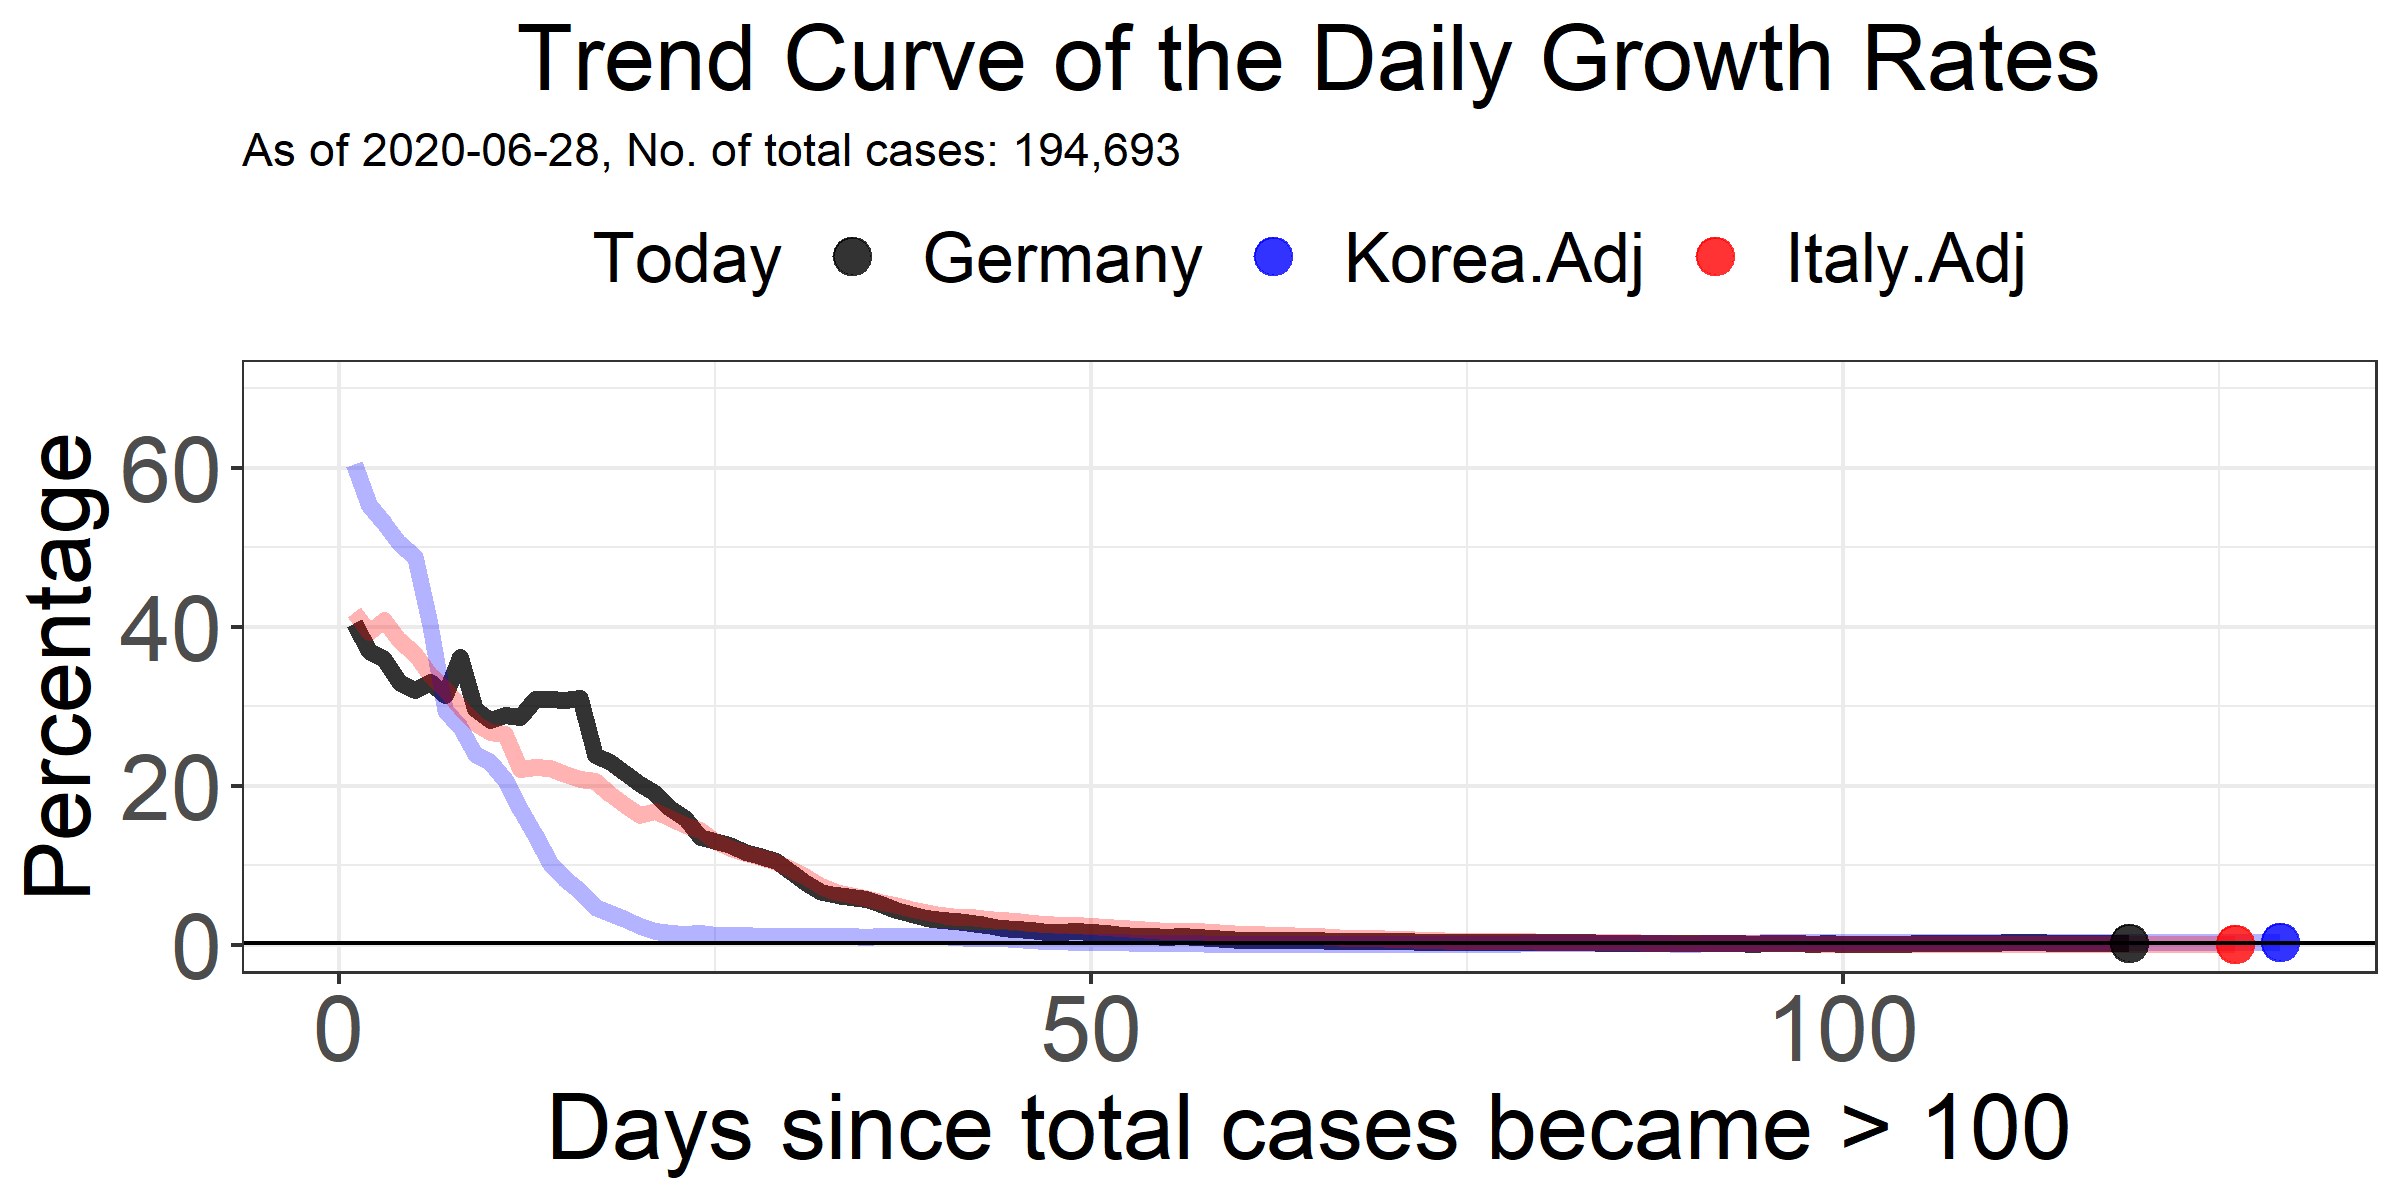 Trend Curve of the Daily Growth Rates
As of 2020-06-28, No. of total cases: 194,693
Today Germany Korea.Adj Italy.Adj
Percentage
60
40
20
0
0 50 100
Days since total cases became > 100